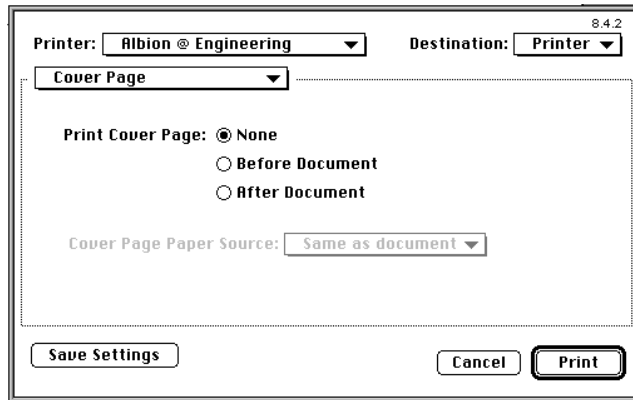 8.4.2
Printer: Albion @ Engineering Destination: Printer
Cover Page
Print Cover Page: None
Before Document
After Document
Cover Page Paper Source: Same as document
Save Settings Cancel Print